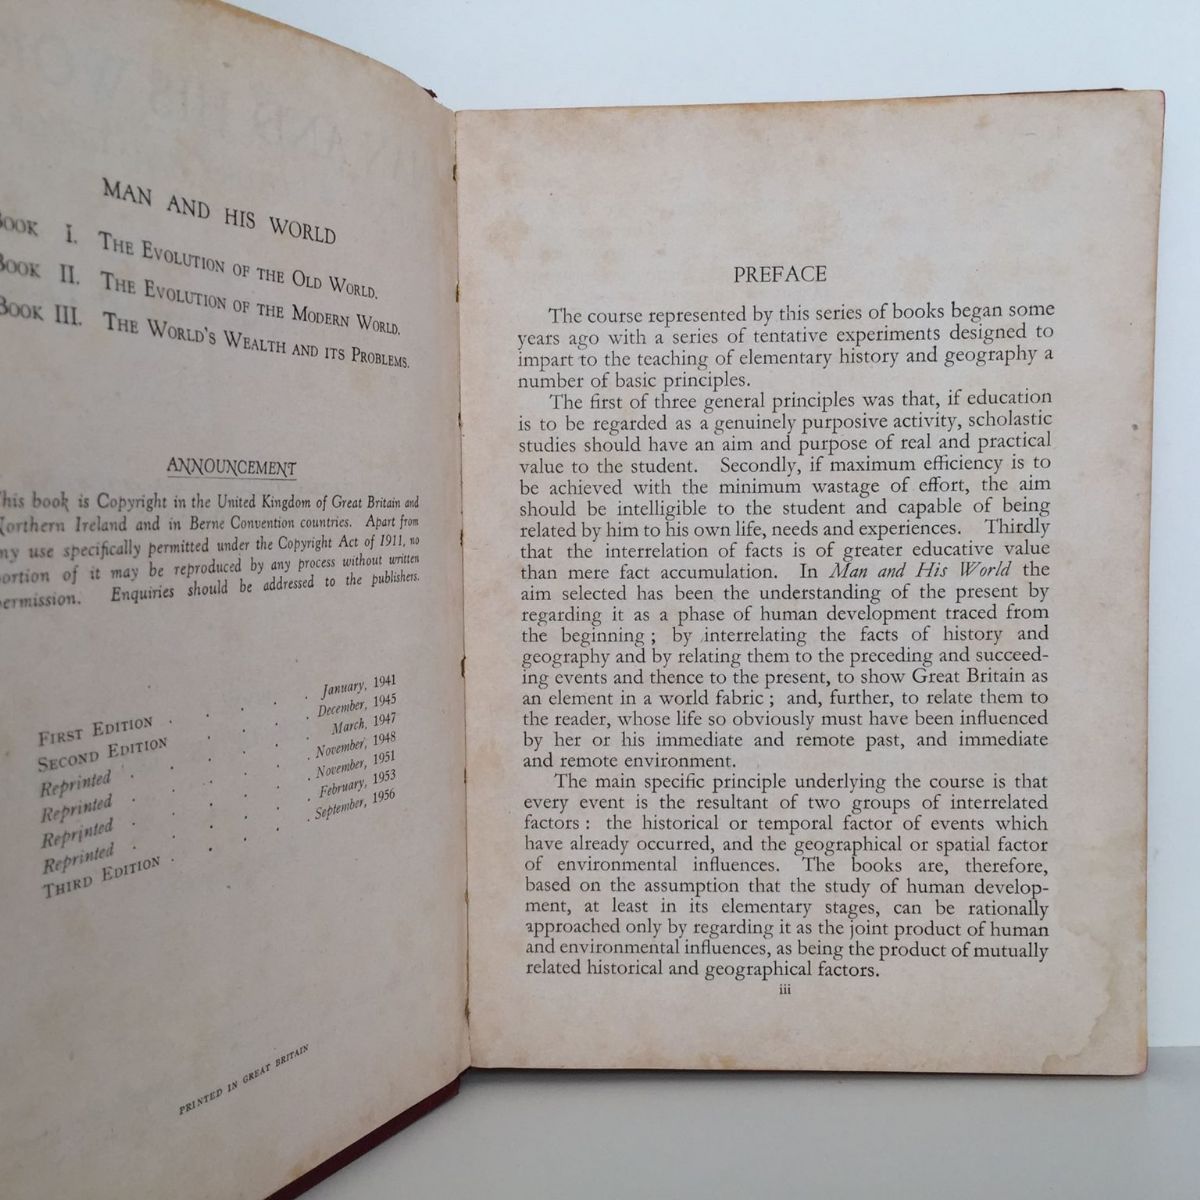 MAN AND HIS WORLD
Book I. The Evolution of the Old World.
Book II. The Evolution of the Modern World.
Book III. The World's Wealth and its Problems.
ANNOUNCEMENT
This book is Copyright in the United Kingdom of Great Britain and
Northern Ireland and in Berne Convention countries. Apart from
any use specifically permitted under the Copyright Act of 1911, no
portion of it may be reproduced by any process without written
permission. Enquiries should be addressed to the publishers.
First Edition . . . . . January, 1941
Second Edition . . . . December, 1945
Reprinted . . . . . March, 1947
Reprinted . . . . . November, 1948
Reprinted . . . . . November, 1951
Reprinted . . . . . February, 1953
Third Edition . . . . . September, 1956
PRINTED IN GREAT BRITAIN
PREFACE
The course represented by this series of books began some
years ago with a series of tentative experiments designed to
impart to the teaching of elementary history and geography a
number of basic principles.
The first of three general principles was that, if education
is to be regarded as a genuinely purposive activity, scholastic
studies should have an aim and purpose of real and practical
value to the student. Secondly, if maximum efficiency is to
be achieved with the minimum wastage of effort, the aim
should be intelligible to the student and capable of being
related by him to his own life, needs and experiences. Thirdly
that the interrelation of facts is of greater educative value
than mere fact accumulation. In Man and His World the
aim selected has been the understanding of the present by
regarding it as a phase of human development traced from
the beginning ; by interrelating the facts of history and
geography and by relating them to the preceding and succeed-
ing events and thence to the present, to show Great Britain as
an element in a world fabric ; and, further, to relate them to
the reader, whose life so obviously must have been influenced
by her or his immediate and remote past, and immediate
and remote environment.
The main specific principle underlying the course is that
every event is the resultant of two groups of interrelated
factors : the historical or temporal factor of events which
have already occurred, and the geographical or spatial factor
of environmental influences. The books are, therefore,
based on the assumption that the study of human develop-
ment, at least in its elementary stages, can be rationally
approached only by regarding it as the joint product of human
and environmental influences, as being the product of mutually
related historical and geographical factors.
iii